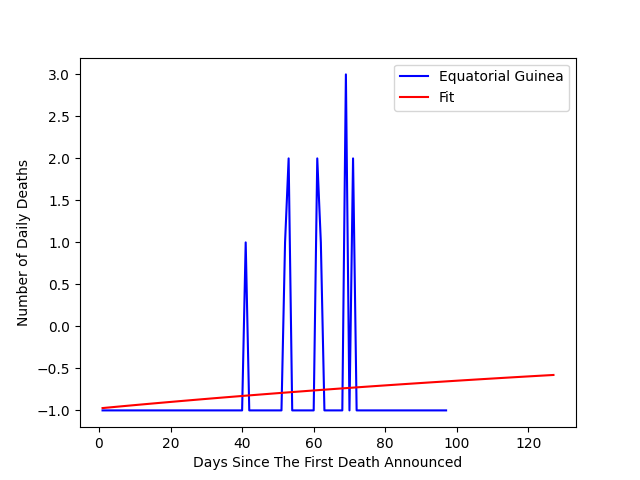 Equatorial Guinea
Fit
3.0
2.5
2.0
1.5
1.0
0.5
0.0
−0.5
−1.0
Number of Daily Deaths
0 20 40 60 80 100 120
Days Since The First Death Announced